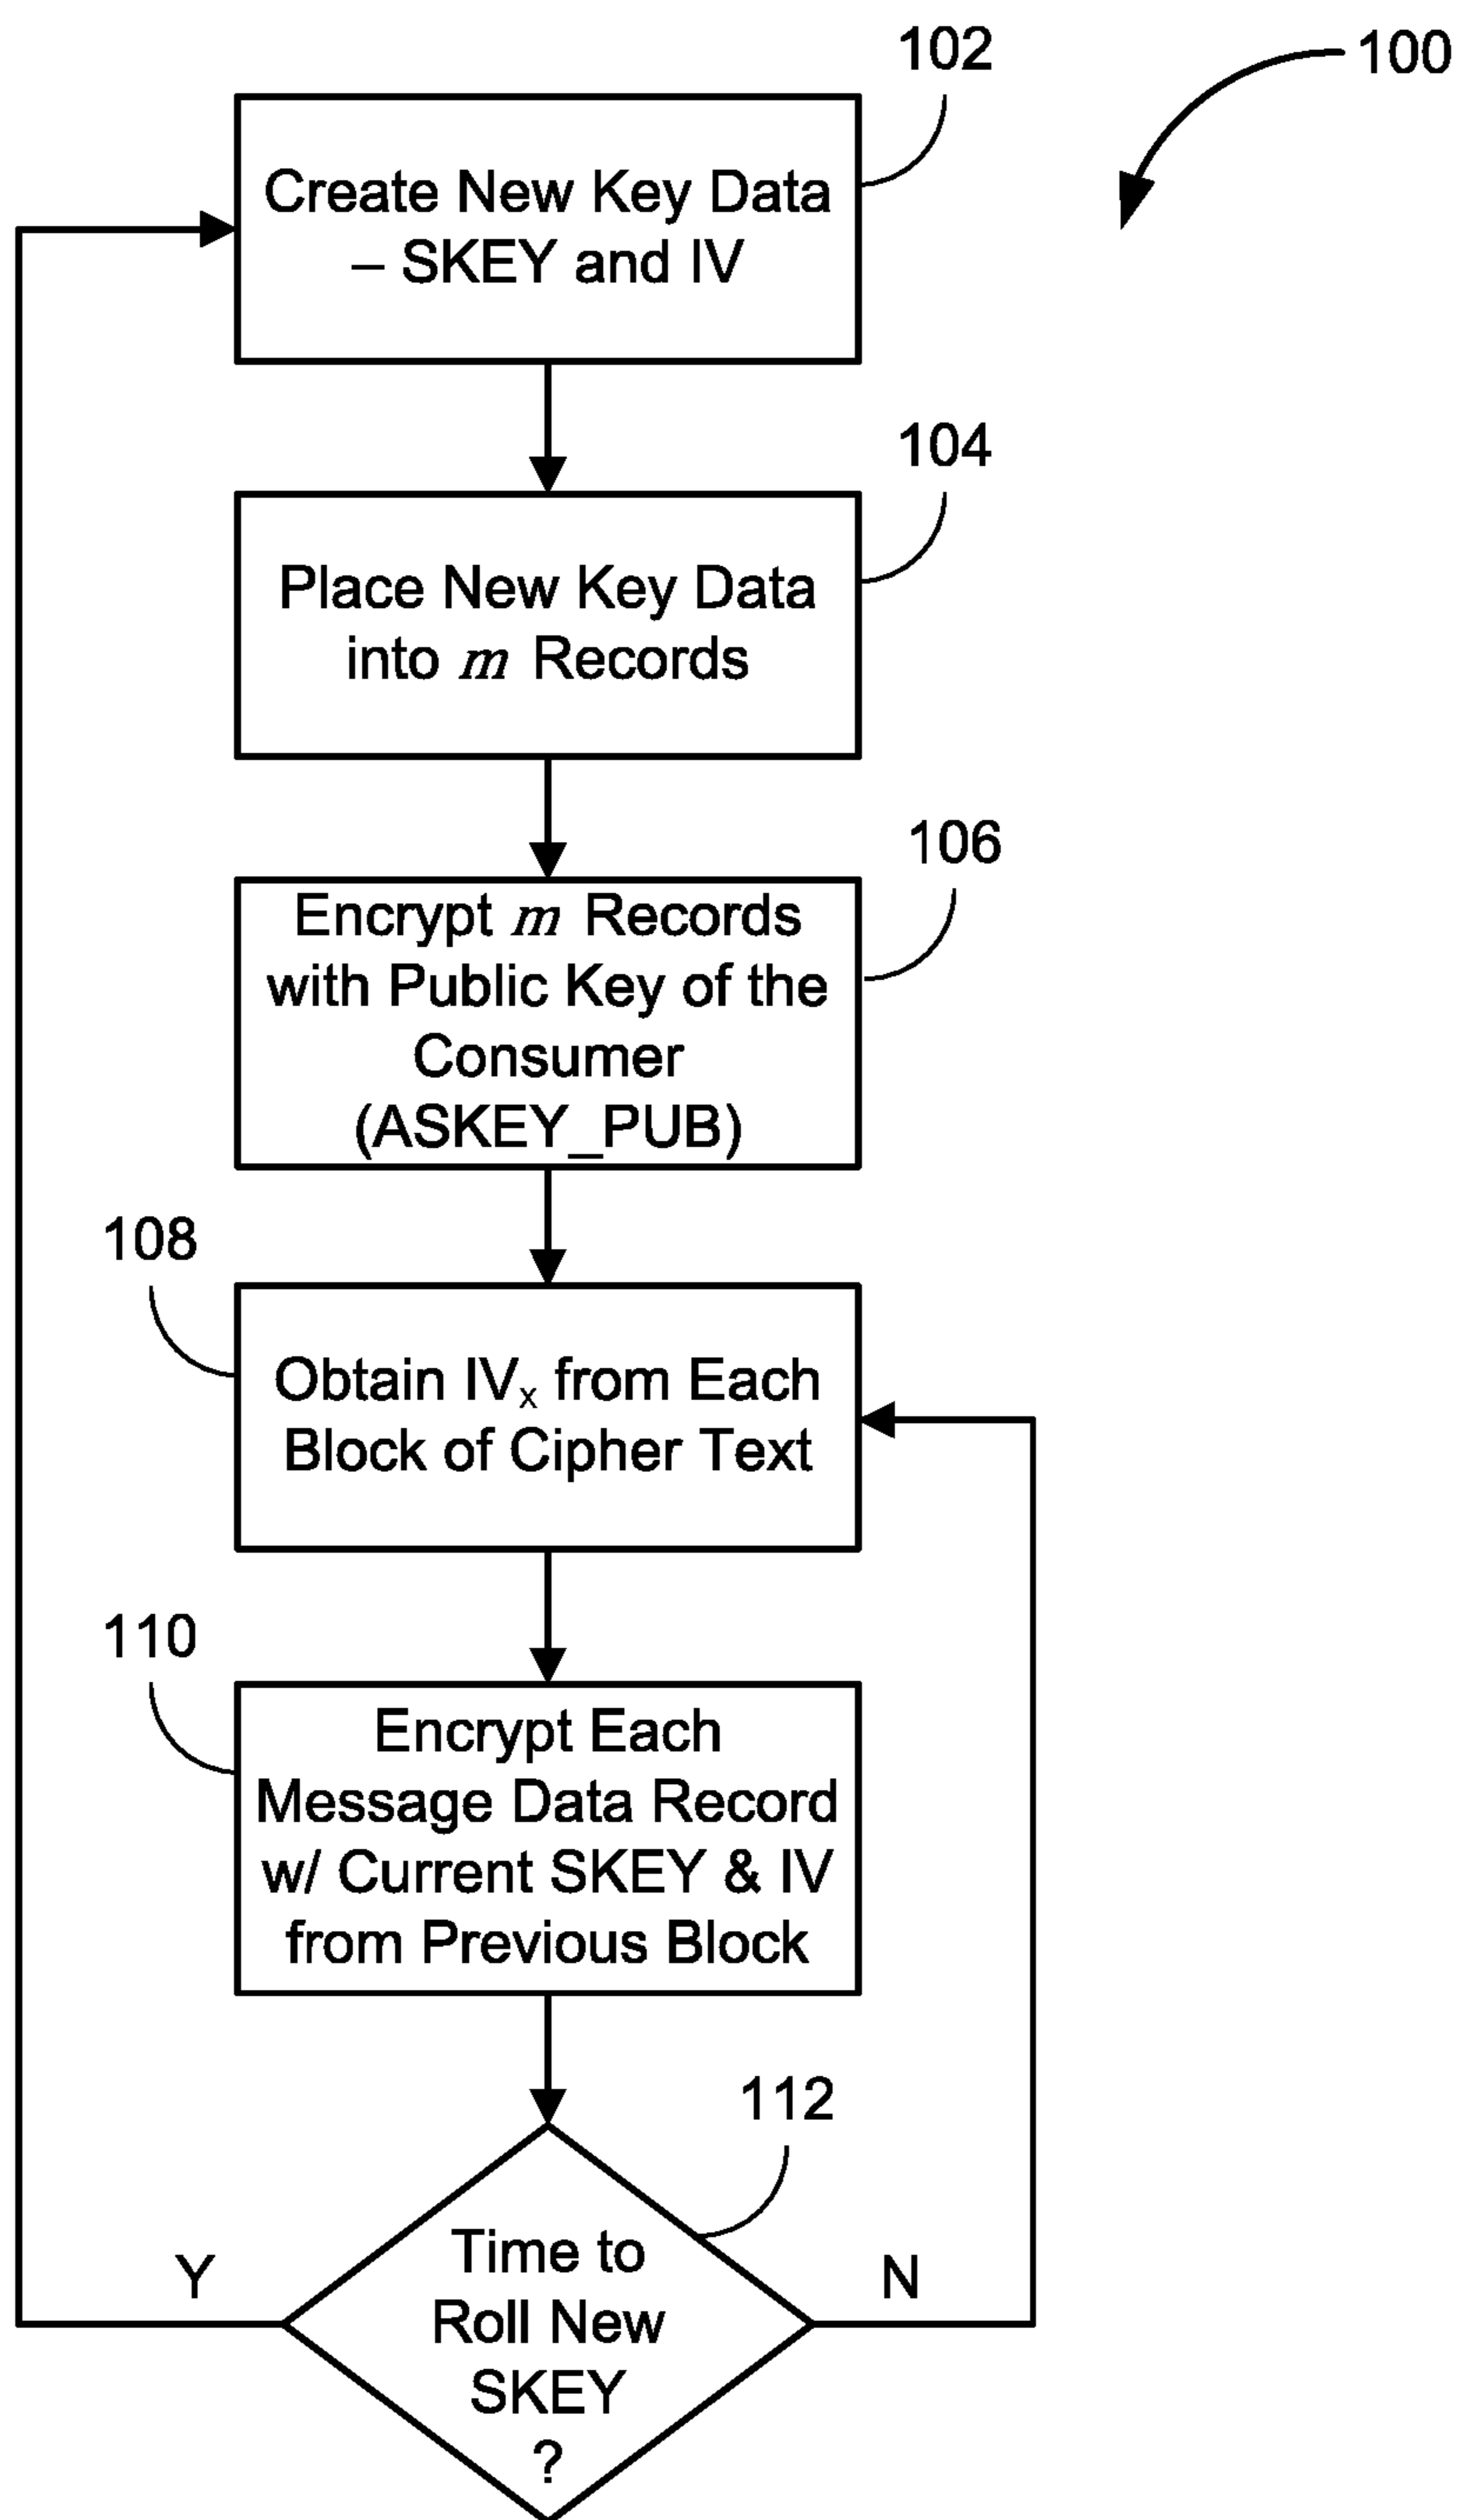 102
100
Create New Key Data
– SKEY and IV
104
Place New Key Data
into m Records
106
Encrypt m Records
with Public Key of the
Consumer
(ASKEY_PUB)
108
Obtain IVx from Each
Block of Cipher Text
110
Encrypt Each
Message Data Record
w/ Current SKEY & IV
from Previous Block
112
Y
N
Time to
Roll New
SKEY
?